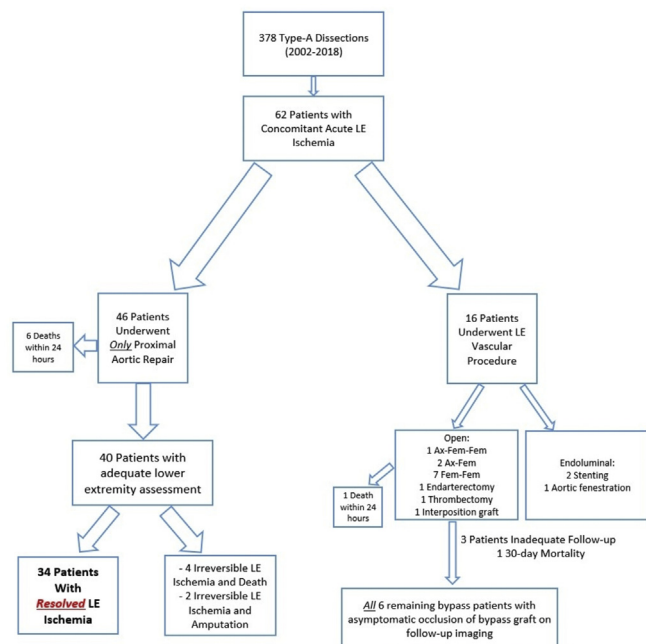 378 Type-A Dissections
(2002-2018)
62 Patients with
Concomitant Acute LE
Ischemia
46 Patients
Underwent
Only Proximal
Aortic Repair
6 Deaths
within 24
hours
16 Patients
Underwent LE
Vascular
Procedure
40 Patients with
adequate lower
extremity assessment
Open:
1 Ax-Fem-Fem
2 Ax-Fem
7 Fem-Fem
1 Endarterectomy
1 Thrombectomy
1 Interposition graft
Endoluminal:
2 Stenting
1 Aortic fenestration
1 Death
within 24
hours
3 Patients Inadequate Follow-up
1 30-day Mortality
34 Patients
With
Resolved LE
Ischemia
- 4 Irreversible LE
Ischemia and Death
- 2 Irreversible LE
Ischemia and
Amputation
All 6 remaining bypass patients with
asymptomatic occlusion of bypass graft on
follow-up imaging